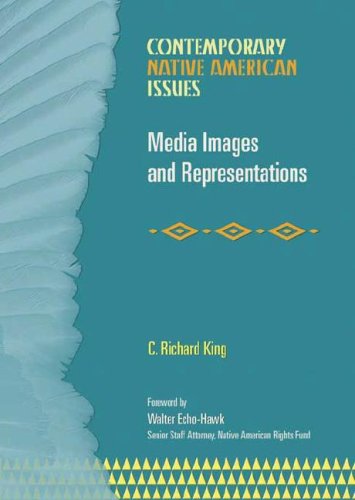 CONTEMPORARY
NATIVE AMERICAN
ISSUES
Media Images
and Representations
C. Richard King
Foreword by
Walter Echo-Hawk
Senior Staff Attorney, Native American Rights Fund